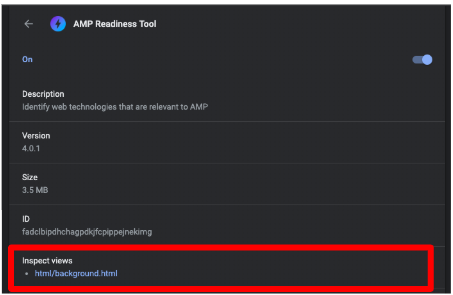 AMP Readiness Tool
On
Description
Identify web technologies that are relevant to AMP
Version
4.0.1
Size
3.5 MB
ID
fadclbipdhchagpdkjfcpippejnekimg
Inspect views
html/background.html